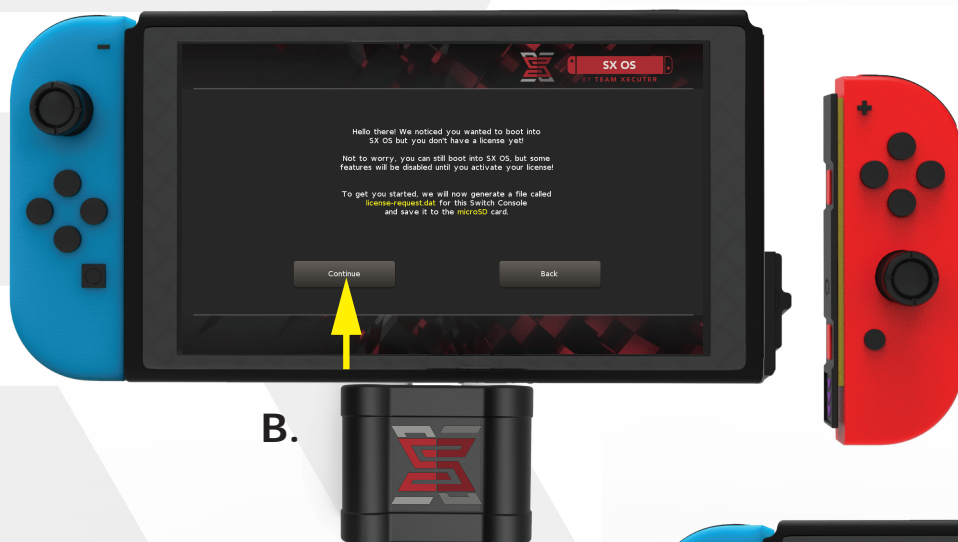 SX OS
BY TEAM XECUTER
Hello there! We noticed you wanted to boot into
SX OS but you don't have a license yet!
Not to worry, you can still boot into SX OS, but some
features will be disabled until you activate your license!
To get you started, we will now generate a file called
license-request.dat for this Switch Console
and save it to the microSD card.
Continue
Back
B.